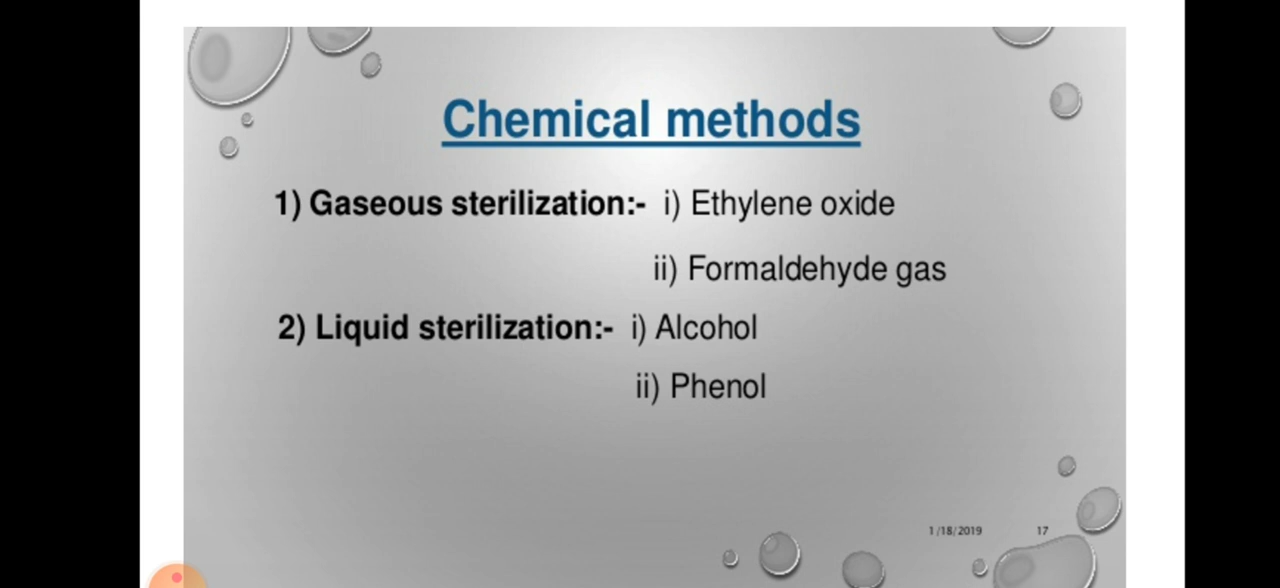 Chemical methods
1) Gaseous sterilization:- i) Ethylene oxide
ii) Formaldehyde gas
2) Liquid sterilization:- i) Alcohol
ii) Phenol
1/18/2019 17